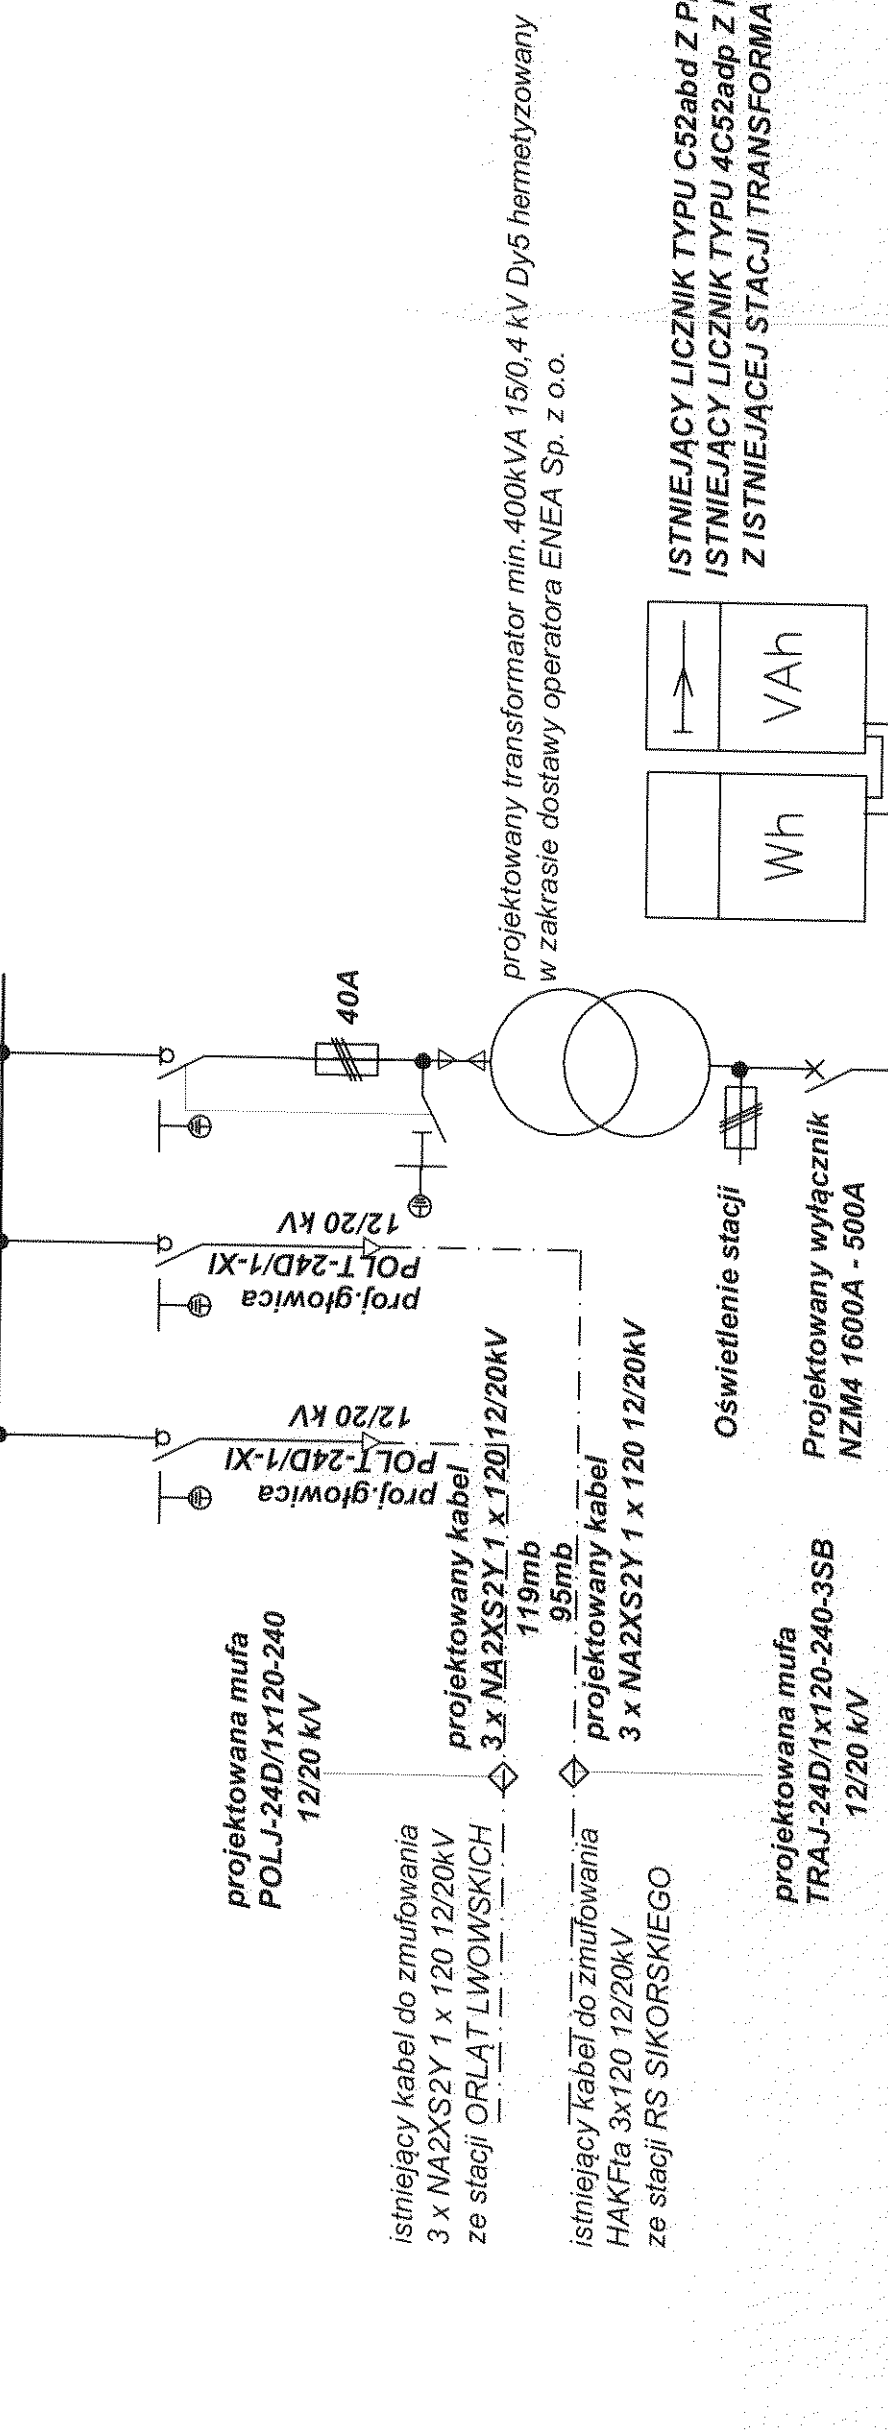 projektowany transformator min.400kVA 15/0,4 kV Dy5 hermetyzowany
w zakrasie dostawy operatora ENEA Sp. z o.o.
40A
ISTNIEJĄCY LICZNIK TYPU C52abd Z
ISTNIEJĄCY LICZNIK TYPU 4C52adp Z
Z ISTNIEJĄCEJ STACJI TRANSFORMA
VAh
Wh
proj.głowica
POLT-24D/1-XI
12/20 kV
proj.głowica
POLT-24D/1-XI
12/20 kV
projektowany kabel
3 x NA2XS2Y 1 x 120 12/20kV
119mb
95mb
projektowany kabel
3 x NA2XS2Y 1 x 120 12/20kV
Oświetlenie stacji
Projektowany wyłącznik
NZM4 1600A - 500A
projektowana mufa
POLJ-24D/1x120-240
12/20 k/V
projektowana mufa
TRAJ-24D/1x120-240-3SB
12/20 k/V
istniejący kabel do zmufowania
3 x NA2XS2Y 1 x 120 12/20kV
ze stacji ORLĄT LWOWSKICH
istniejący kabel do zmufowania
HAKFta 3x120 12/20kV
ze stacji RS SIKORSKIEGO